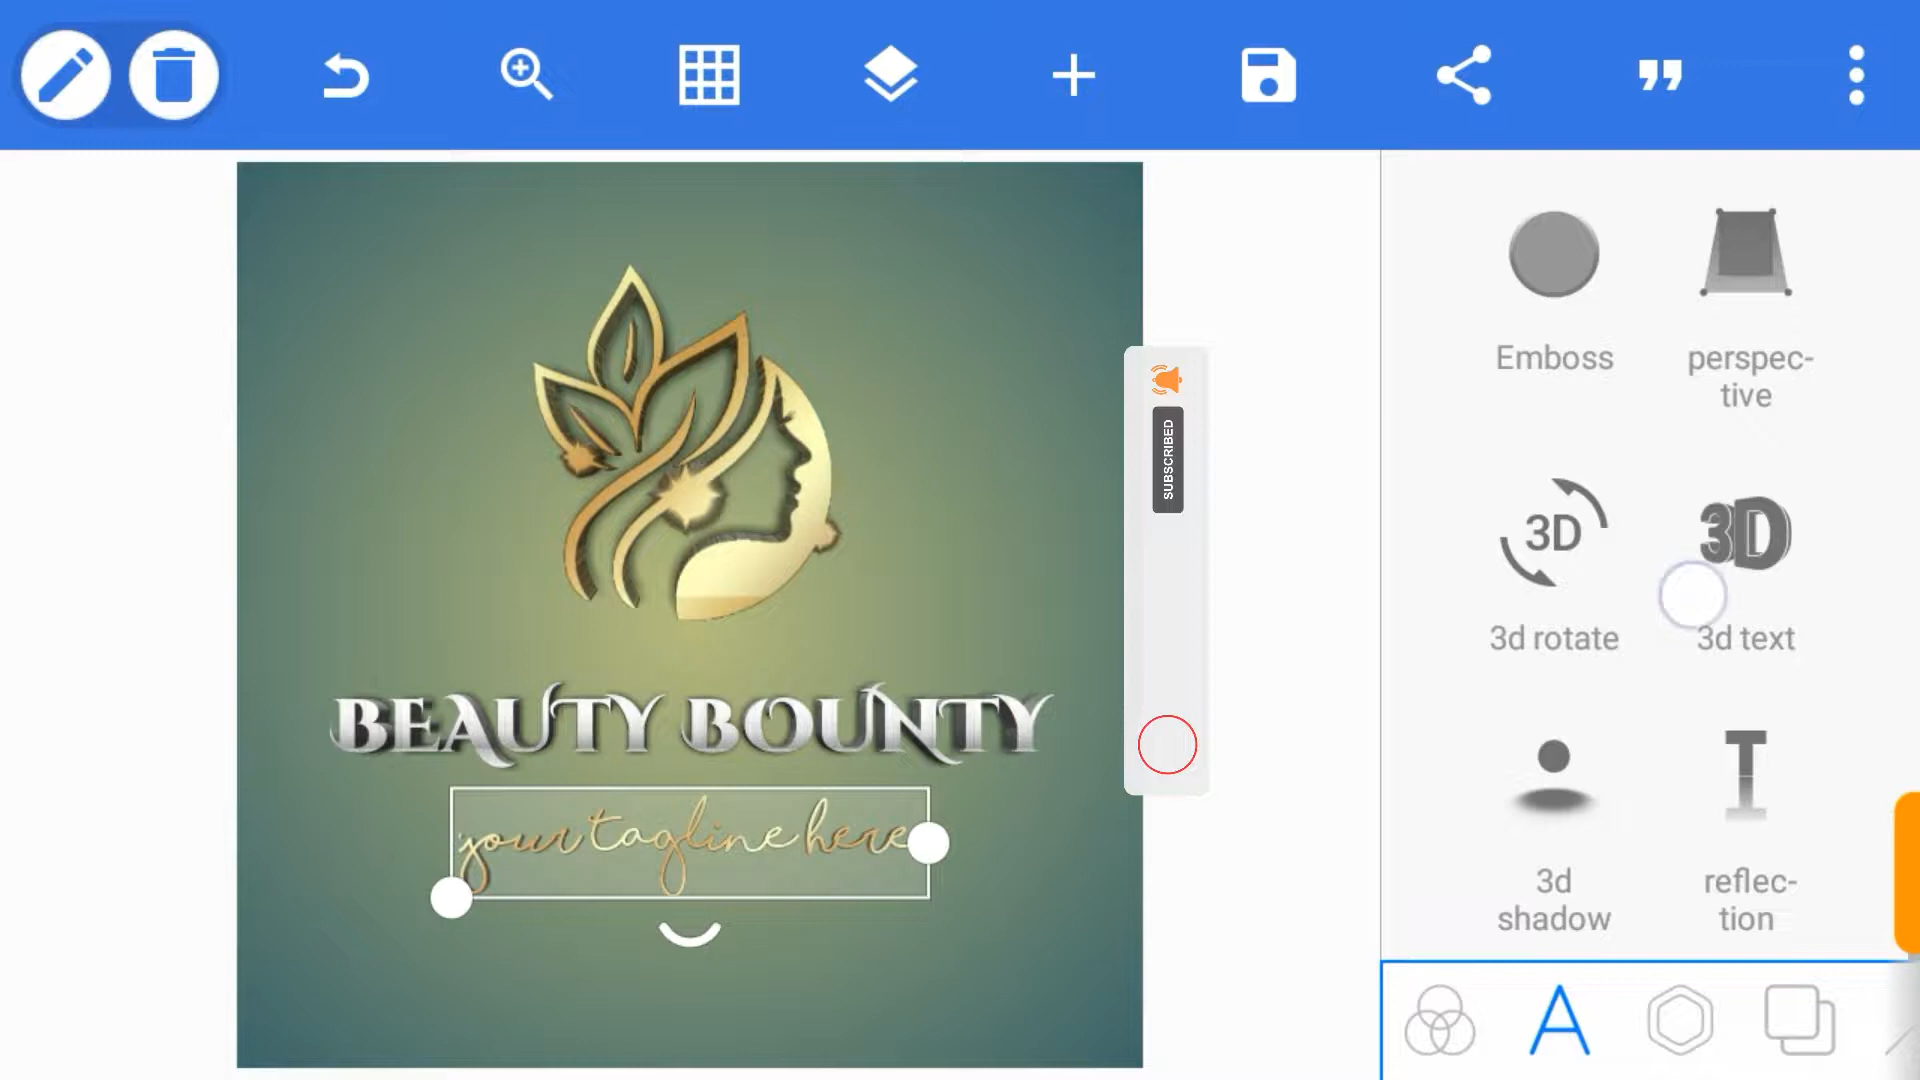 BEAUTY BOUNTY
your tagline here
SUBSCRIBED
Emboss
perspec-
tive
3D
3D
3d rotate
3d text
T
3d
shadow
reflec-
tion
A